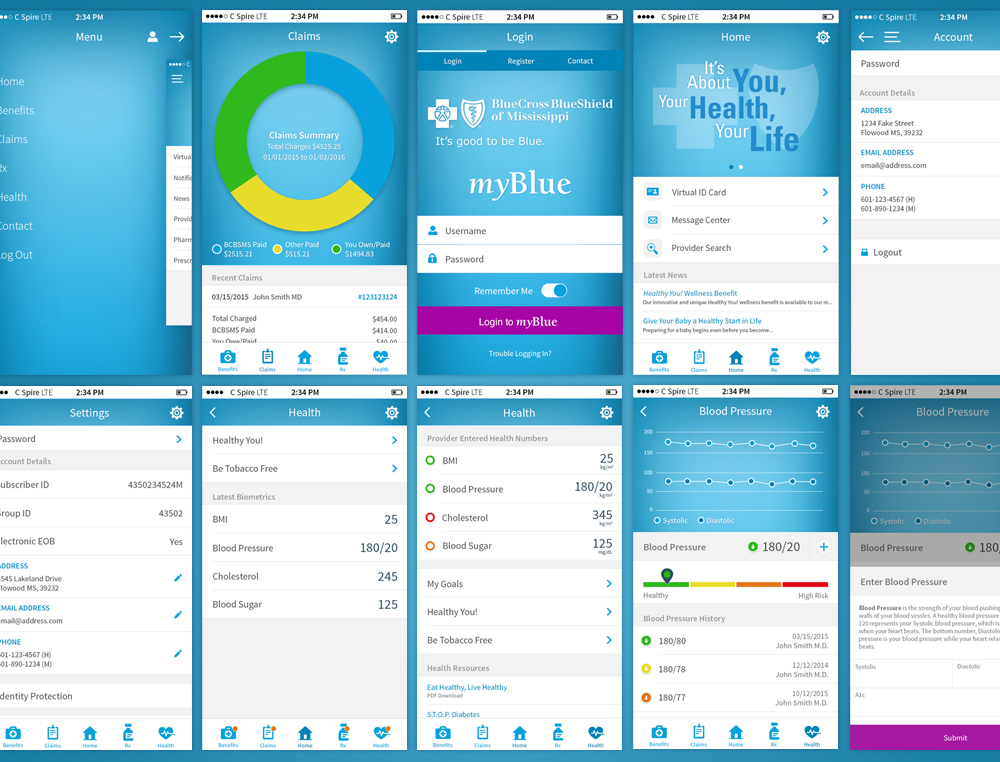 C Spire LTE 2:34 PM
Menu
Home
Benefits
Claims
Rx
Health
Contact
Log Out
C
Virtua
Notific
News
Provid
Pharm
Prescr
C Spire LTE 2:34 PM
Claims
Claims Summary
Total Charges $4525.25
01/01/2015 to 01/03/2016
BCBSMS Paid
$2515.21
Other Paid
$515.21
You Own/Paid
$1494.83
Recent Claims
03/15/2015 John Smith MD #123123124
Total Charged $454.00
BCBSMS Paid $414.00
You Owe/Paid $40.00
Benefits Claims Home Rx Health
C Spire LTE 2:34 PM
Login
Login Register Contact
BlueCross BlueShield
of Mississippi
It's good to be Blue.
myBlue
Username
Password
Remember Me
Login to myBlue
Trouble Logging In?
C Spire LTE 2:34 PM
Home
It's
About You,
Your Health,
Your Life
Virtual ID Card
Message Center
Provider Search
Latest News
Healthy You! Wellness Benefit
Our innovative and unique Healthy You! wellness benefit is available to our m...
Give Your Baby a Healthy Start in Life
Preparing for a baby begins even before you become...
Benefits Claims Home Rx Health
C Spire LTE 2:34 PM
Account
Password
Account Details
ADDRESS
1234 Fake Street
Flowood MS, 39232
EMAIL ADDRESS
email@address.com
PHONE
601-123-4567 (H)
601-890-1234 (M)
Logout
C Spire LTE 2:34 PM
Settings
Password
Account Details
Subscriber ID 4350234524M
Group ID 43502
Electronic EOB Yes
ADDRESS
5545 Lakeland Drive
Flowood MS, 39232
EMAIL ADDRESS
email@address.com
PHONE
601-123-4567 (H)
601-890-1234 (M)
Identity Protection
Benefits Claims Home Rx Health
C Spire LTE 2:34 PM
Health
Healthy You!
Be Tobacco Free
Latest Biometrics
BMI 25
Blood Pressure 180/20
Cholesterol 245
Blood Sugar 125
Benefits Claims Home Rx Health
C Spire LTE 2:34 PM
Health
Provider Entered Health Numbers
BMI 25
kg/m²
Blood Pressure 180/20
kg/m²
Cholesterol 345
kg/m²
Blood Sugar 125
mg/dL
My Goals
Healthy You!
Be Tobacco Free
Health Resources
Eat Healthy, Live Healthy
PDF Download
S.T.O.P. Diabetes
Benefits Claims Home Rx Health
C Spire LTE 2:34 PM
Blood Pressure
200
150
100
50
0
Systolic Diastolic
Blood Pressure 180/20 +
Healthy High Risk
Blood Pressure History
180/80 03/15/2015
John Smith M.D.
180/78 12/12/2014
John Smith M.D.
180/77 10/12/2015
John Smith M.D.
Benefits Claims Home Rx Health
C Spire LTE 2:34 PM
Blood Pressure
200
150
100
50
0
Systolic Diastolic
Blood Pressure 180/
Enter Blood Pressure
Blood Pressure is the strength of your blood pushing
walls of your blood vessles. A healthy blood pressure
120 represents your Systolic blood pressure, which is
when your heart beats. The bottom number, Diastolic
pressure is your blood pressure while your heart relax
beats.
Systolic Diastolic
A1c
Submit